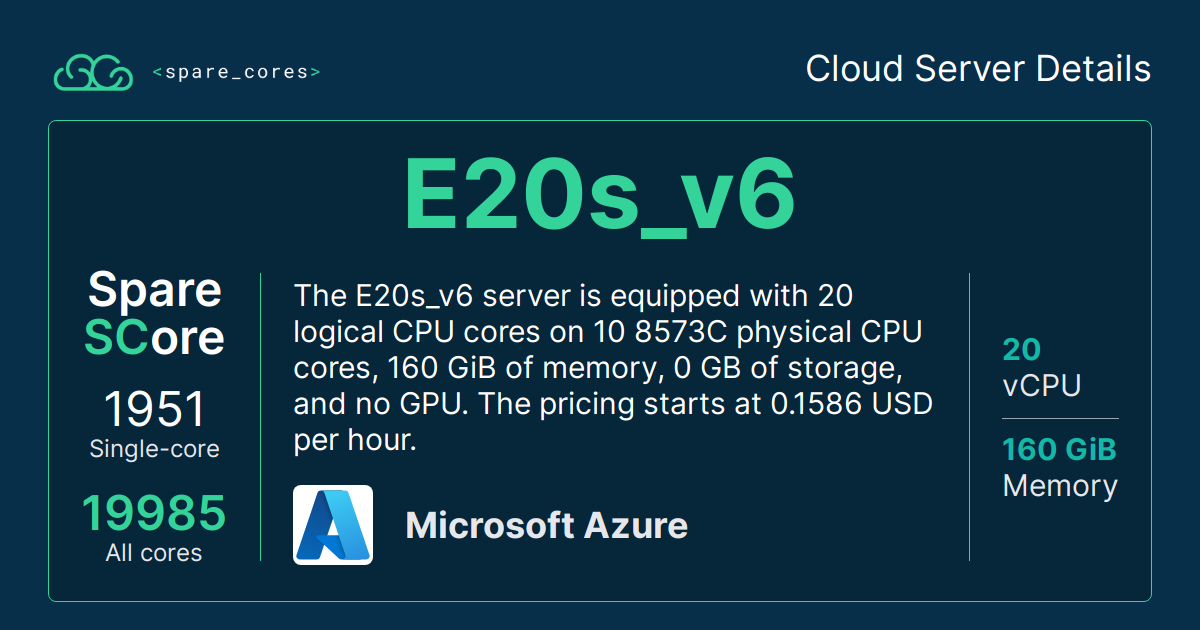 <spare_cores>
Cloud Server Details
E20s_v6
Spare
SCore
1951
Single-core
19985
All cores
The E20s_v6 server is equipped with 20
logical CPU cores on 10 8573C physical CPU
cores, 160 GiB of memory, 0 GB of storage,
and no GPU. The pricing starts at 0.1586 USD
per hour.
Microsoft Azure
20
vCPU
160 GiB
Memory